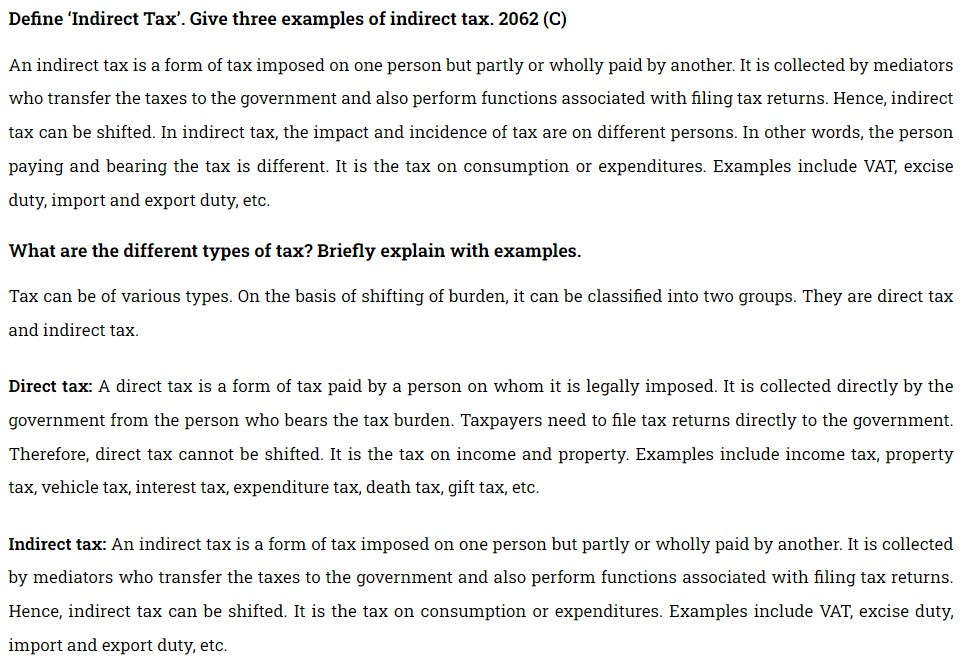 Define ‘Indirect Tax’. Give three examples of indirect tax. 2062 (C)
An indirect tax is a form of tax imposed on one person but partly or wholly paid by another. It is collected by mediators
who transfer the taxes to the government and also perform functions associated with filing tax returns. Hence, indirect
tax can be shifted. In indirect tax, the impact and incidence of tax are on different persons. In other words, the person
paying and bearing the tax is different. It is the tax on consumption or expenditures. Examples include VAT, excise
duty, import and export duty, etc.
What are the different types of tax? Briefly explain with examples.
Tax can be of various types. On the basis of shifting of burden, it can be classified into two groups. They are direct tax
and indirect tax.
Direct tax: A direct tax is a form of tax paid by a person on whom it is legally imposed. It is collected directly by the
government from the person who bears the tax burden. Taxpayers need to file tax returns directly to the government.
Therefore, direct tax cannot be shifted. It is the tax on income and property. Examples include income tax, property
tax, vehicle tax, interest tax, expenditure tax, death tax, gift tax, etc.
Indirect tax: An indirect tax is a form of tax imposed on one person but partly or wholly paid by another. It is collected
by mediators who transfer the taxes to the government and also perform functions associated with filing tax returns.
Hence, indirect tax can be shifted. It is the tax on consumption or expenditures. Examples include VAT, excise duty,
import and export duty, etc.